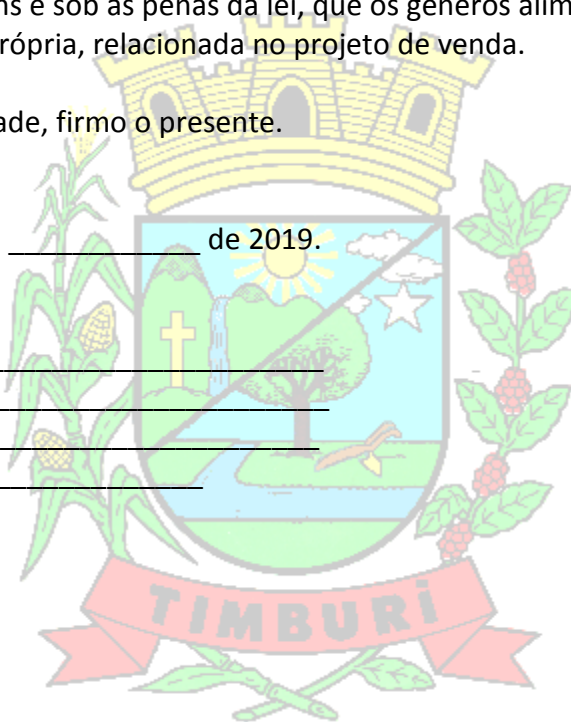 ns e sob as penas da lei, que os gêneros alim
rópria, relacionada no projeto de venda.
ade, firmo o presente.
____________ de 2019.
TIMBURI